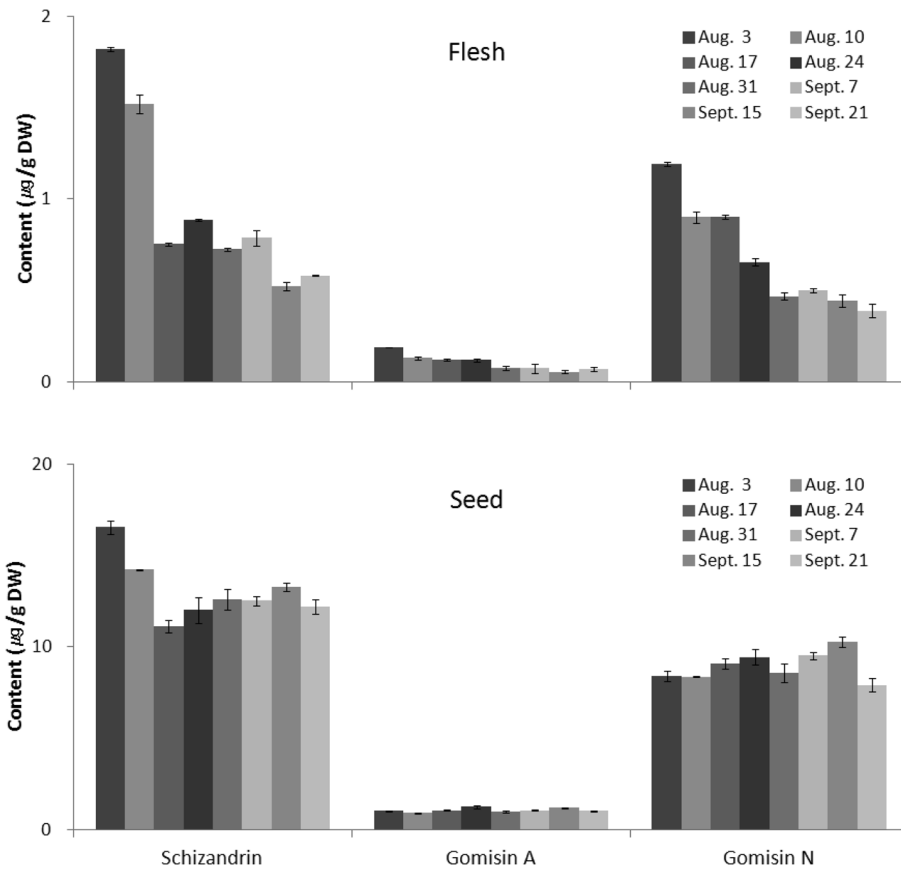 2
Flesh
Aug. 3
Aug. 10
Aug. 17
Aug. 24
Aug. 31
Sept. 7
Sept. 15
Sept. 21
Content (㎍/g DW)
1
0
20
Seed
Aug. 3
Aug. 10
Aug. 17
Aug. 24
Aug. 31
Sept. 7
Sept. 15
Sept. 21
Content (㎍/g DW)
10
0
Schizandrin
Gomisin A
Gomisin N